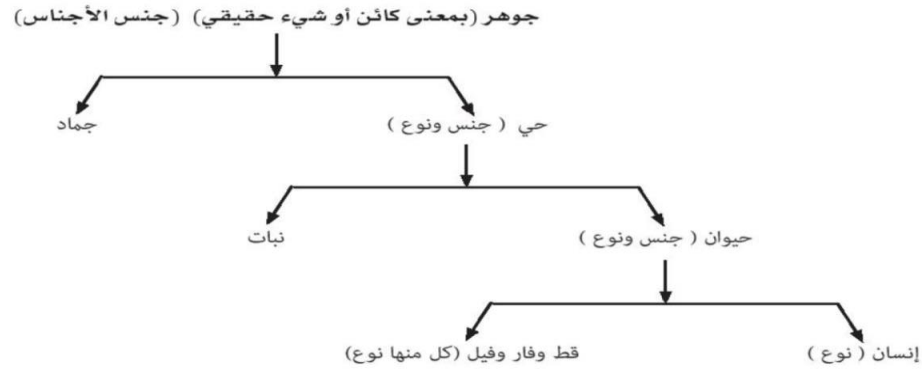 جوهر (بمعنى كائن أو شيء حقيقي) (جنس الأجناس)
حي ( جنس ونوع )
جماد
حيوان ( جنس ونوع )
نبات
إنسان ( نوع )
قط وفار وفيل (كل منها نوع)